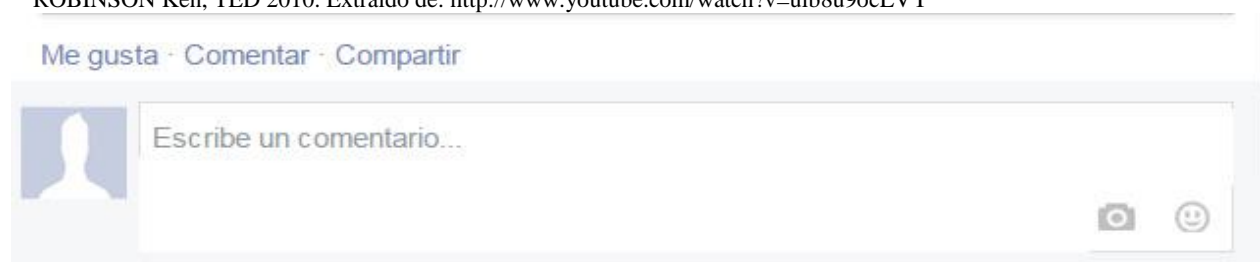 ROBINSON Ken, TED 2010. Extraído de: http://www.youtube.com/watch?v=
Me gusta · Comentar · Compartir
Escribe un comentario...